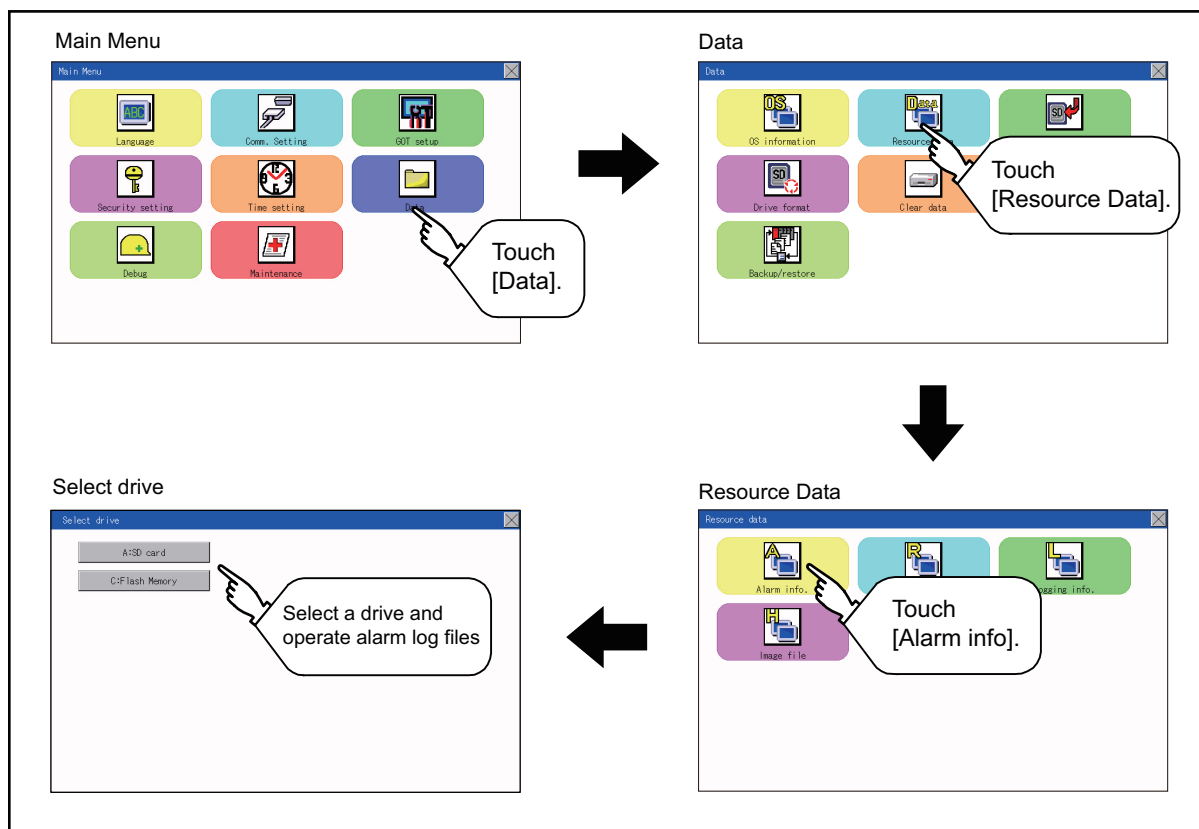 Main Menu
Main Menu
Language
Comm. Setting
GOT setup
Security setting
Time setting
Data
Debug
Maintenance
Touch
[Data].
Data
Data
OS information
Resource
Drive format
Clear data
Backup/restore
Touch
[Resource Data].
Select drive
Select drive
A:SD card
C:Flash Memory
Select a drive and
operate alarm log files
Resource Data
Resource data
Alarm info.
ogging info.
Image file
Touch
[Alarm info].